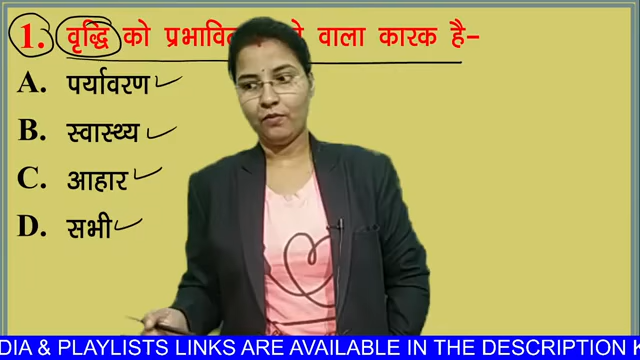 1. वृद्धि को प्रभावित वाला कारक है-
A. पर्यावरण
B. स्वास्थ्य
C. आहार
D. सभी
DIA & PLAYLISTS LINKS ARE AVAILABLE IN THE DESCRIPTION